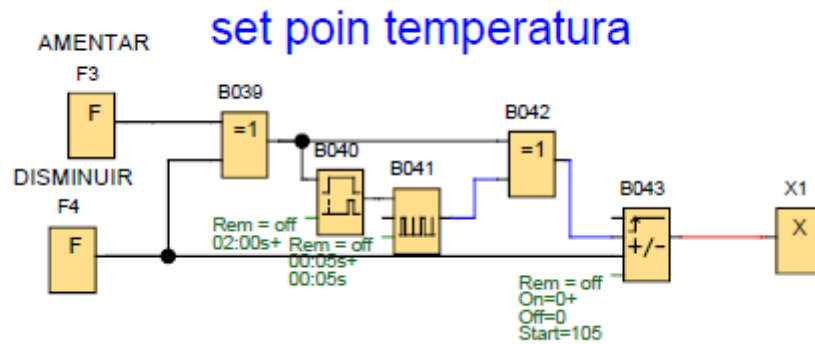 set poin temperatura
AMENTAR
F3
F
B039
=1
B040
Rem = off
02:00s+
B041
Rem = off
00:05s+
00:05s
B042
=1
DISMINUIR
F4
F
B043
+/-
Rem = off
On=0+
Off=0
Start=105
X1
X